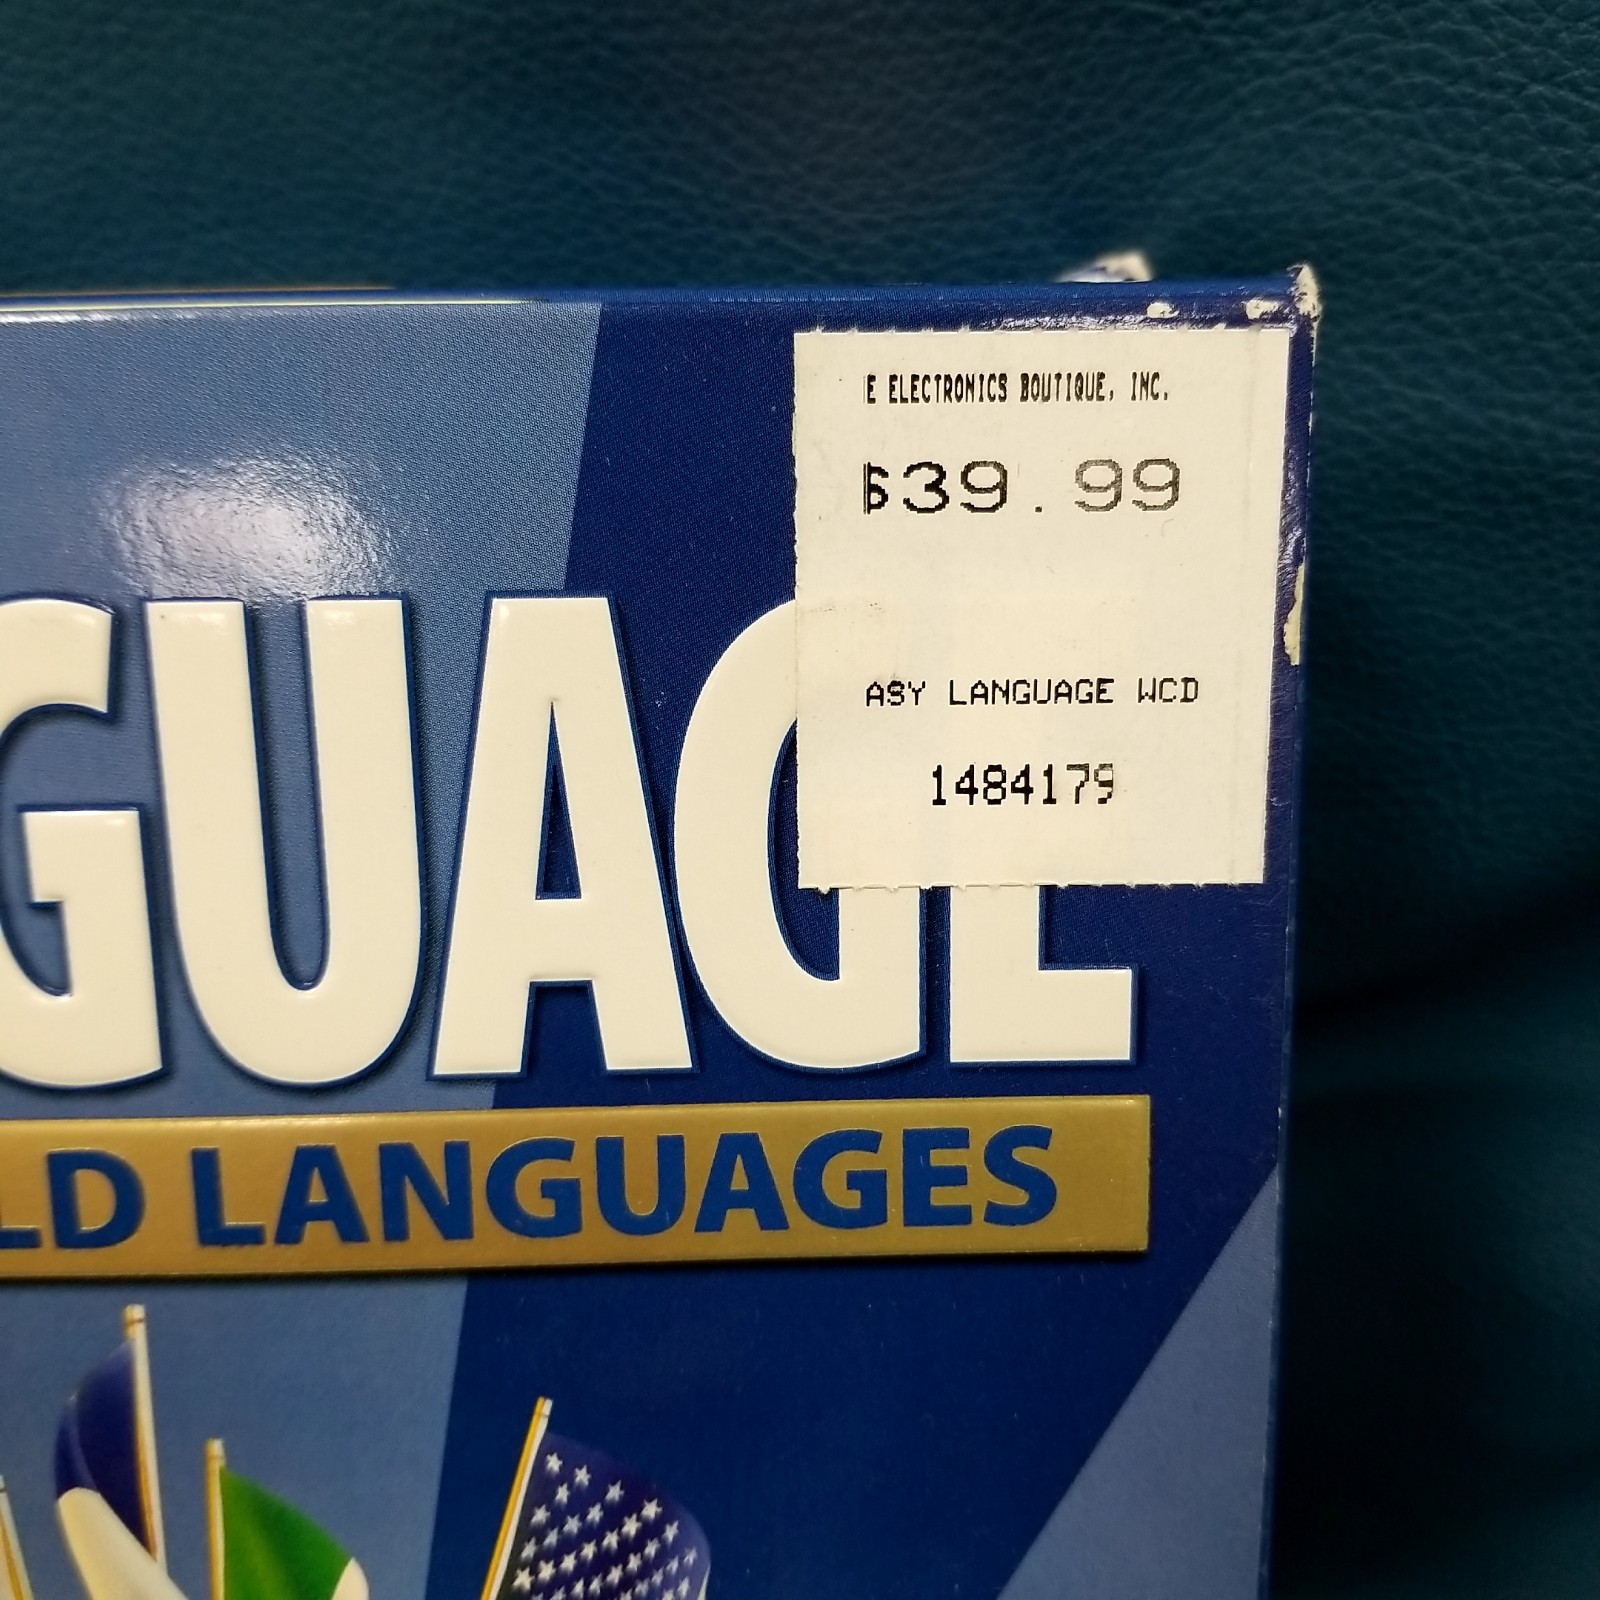 E ELECTRONICS BOUTIQUE, INC.
$39.99
ASY LANGUAGE WCD
1484179
GUAGE
LD LANGUAGES